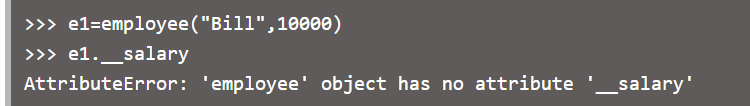 >>> e1=employee("Bill",10000)
>>> e1.__salary
AttributeError: 'employee' object has no attribute '__salary'